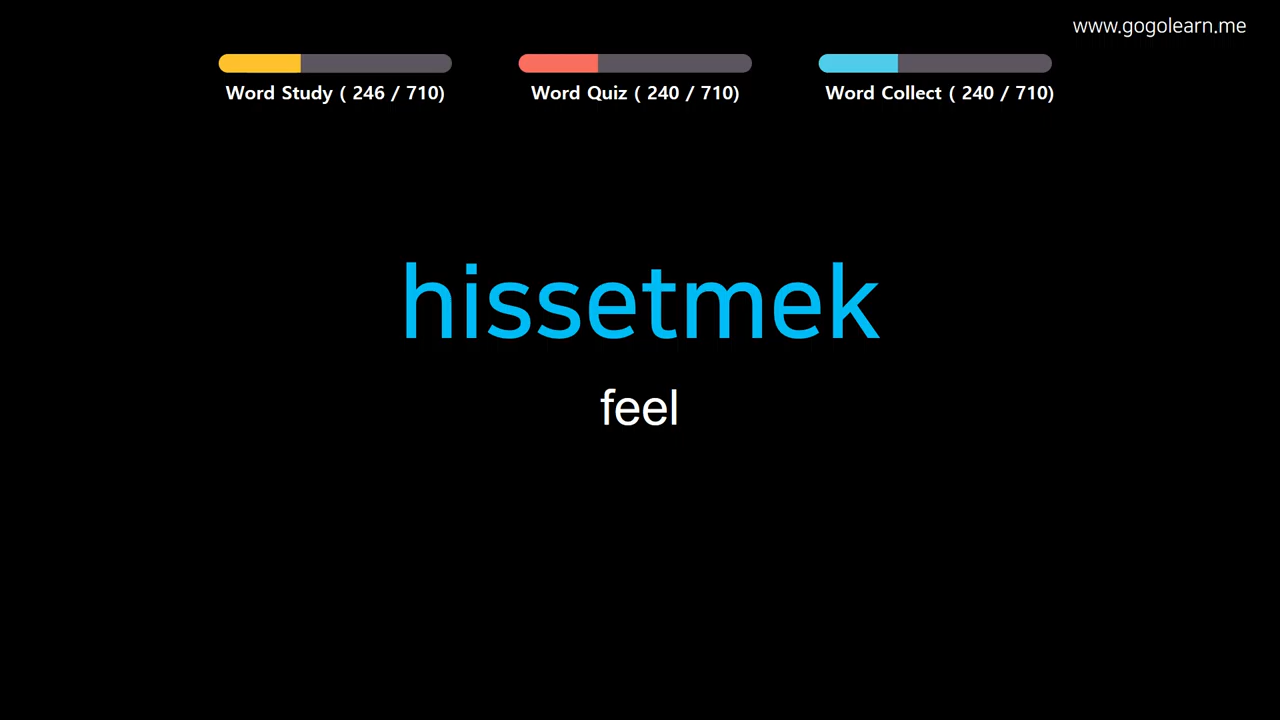 www.gogolearn.me
Word Study ( 246 / 710)
Word Quiz ( 240 / 710)
Word Collect ( 240 / 710)
hissetmek
feel